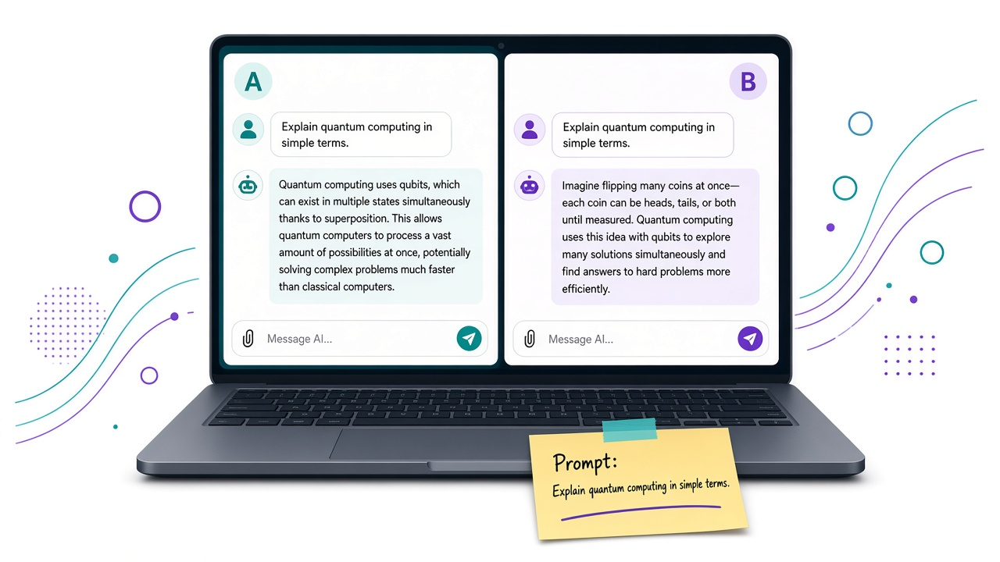 A
Explain quantum computing in
simple terms.
Quantum computing uses qubits, which
can exist in multiple states simultaneously
thanks to superposition. This allows
quantum computers to process a vast
amount of possibilities at once, potentially
solving complex problems much faster
than classical computers.
Message AI...
B
Explain quantum computing in
simple terms.
Imagine flipping many coins at once—
each coin can be heads, tails, or both
until measured. Quantum computing
uses this idea with qubits to explore
many solutions simultaneously and
find answers to hard problems more
efficiently.
Message AI...
Prompt:
Explain quantum computing in simple terms.